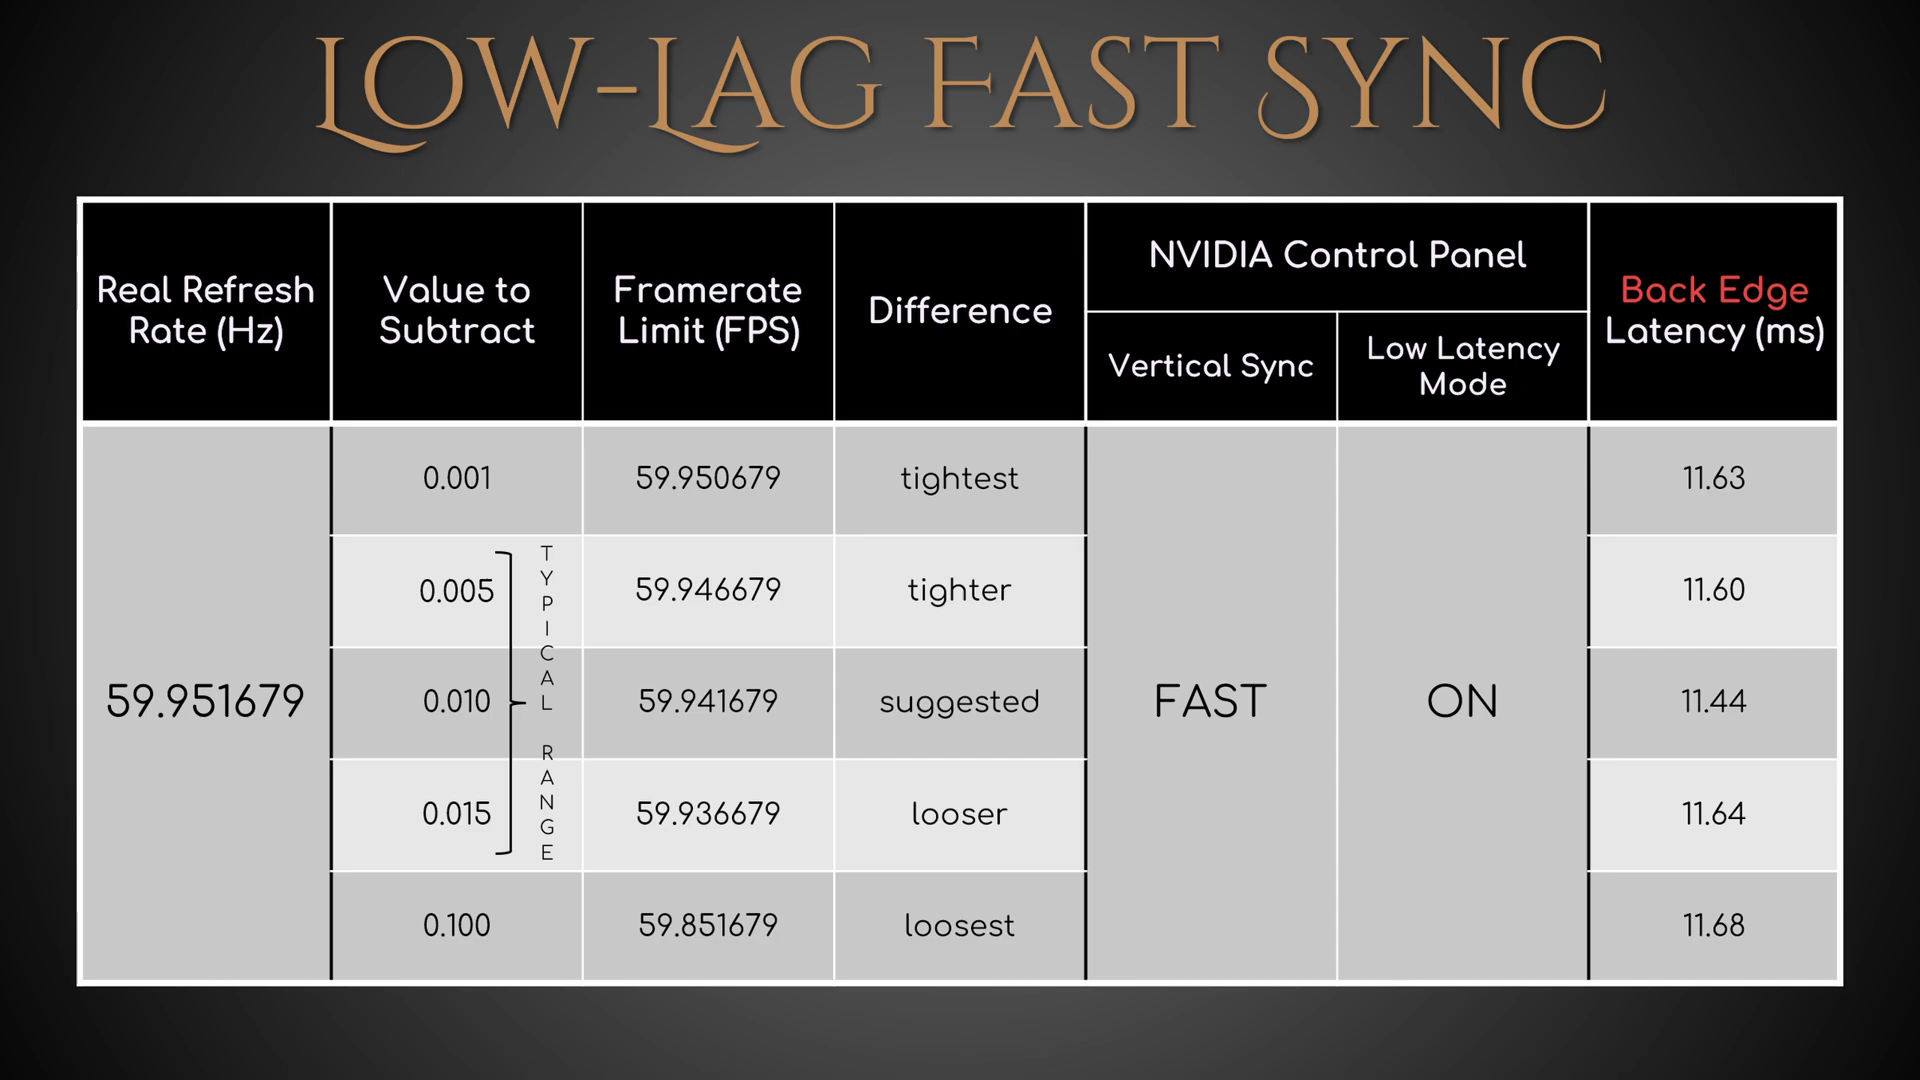 Low-Lag Fast Sync
Real Refresh
Rate (Hz)
Value to
Subtract
Framerate
Limit (FPS)
Difference
NVIDIA Control Panel
Vertical Sync
Low Latency
Mode
Back Edge
Latency (ms)
59.951679
0.001
59.950679
tightest
11.63
0.005
59.946679
tighter
11.60
0.010
59.941679
suggested
11.44
0.015
59.936679
looser
11.64
0.100
59.851679
loosest
11.68
TYPICAL RANGE
FAST
ON